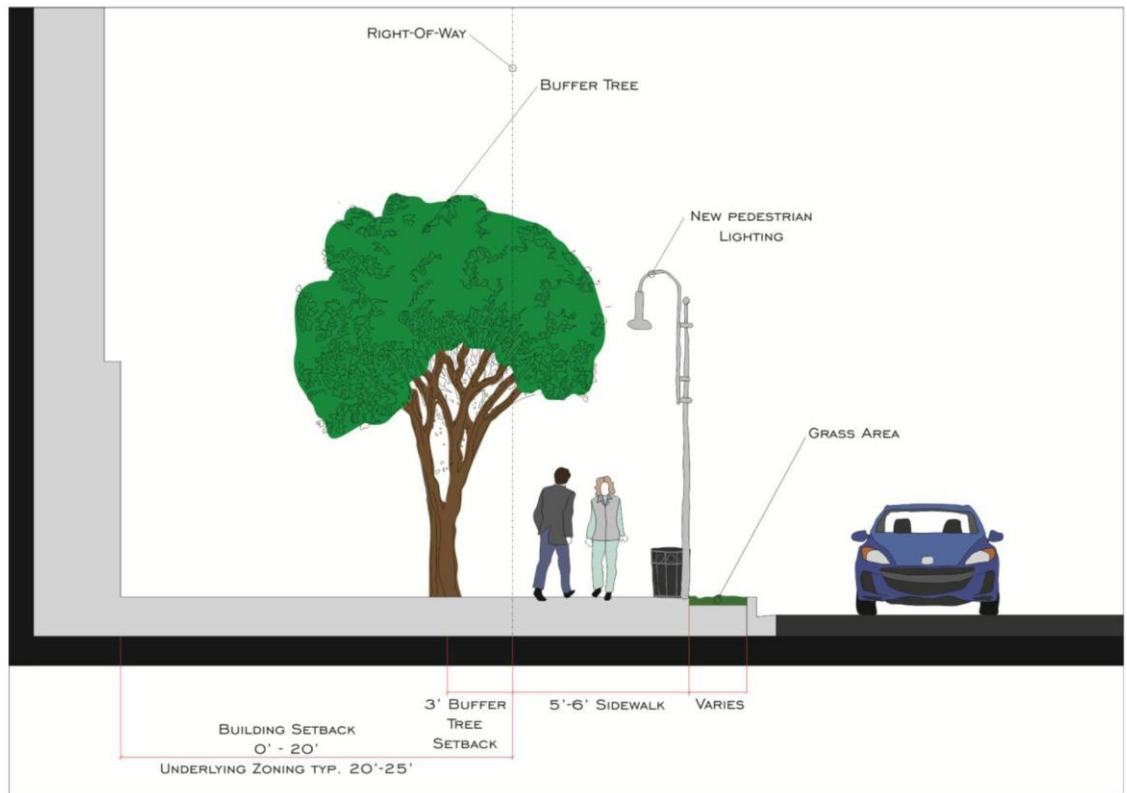 Right-Of-Way
Buffer Tree
New pedestrian
Lighting
Grass Area
3' Buffer
Tree
Setback
5'-6' Sidewalk
Varies
Building Setback
0' - 20'
Underlying Zoning typ. 20'-25'